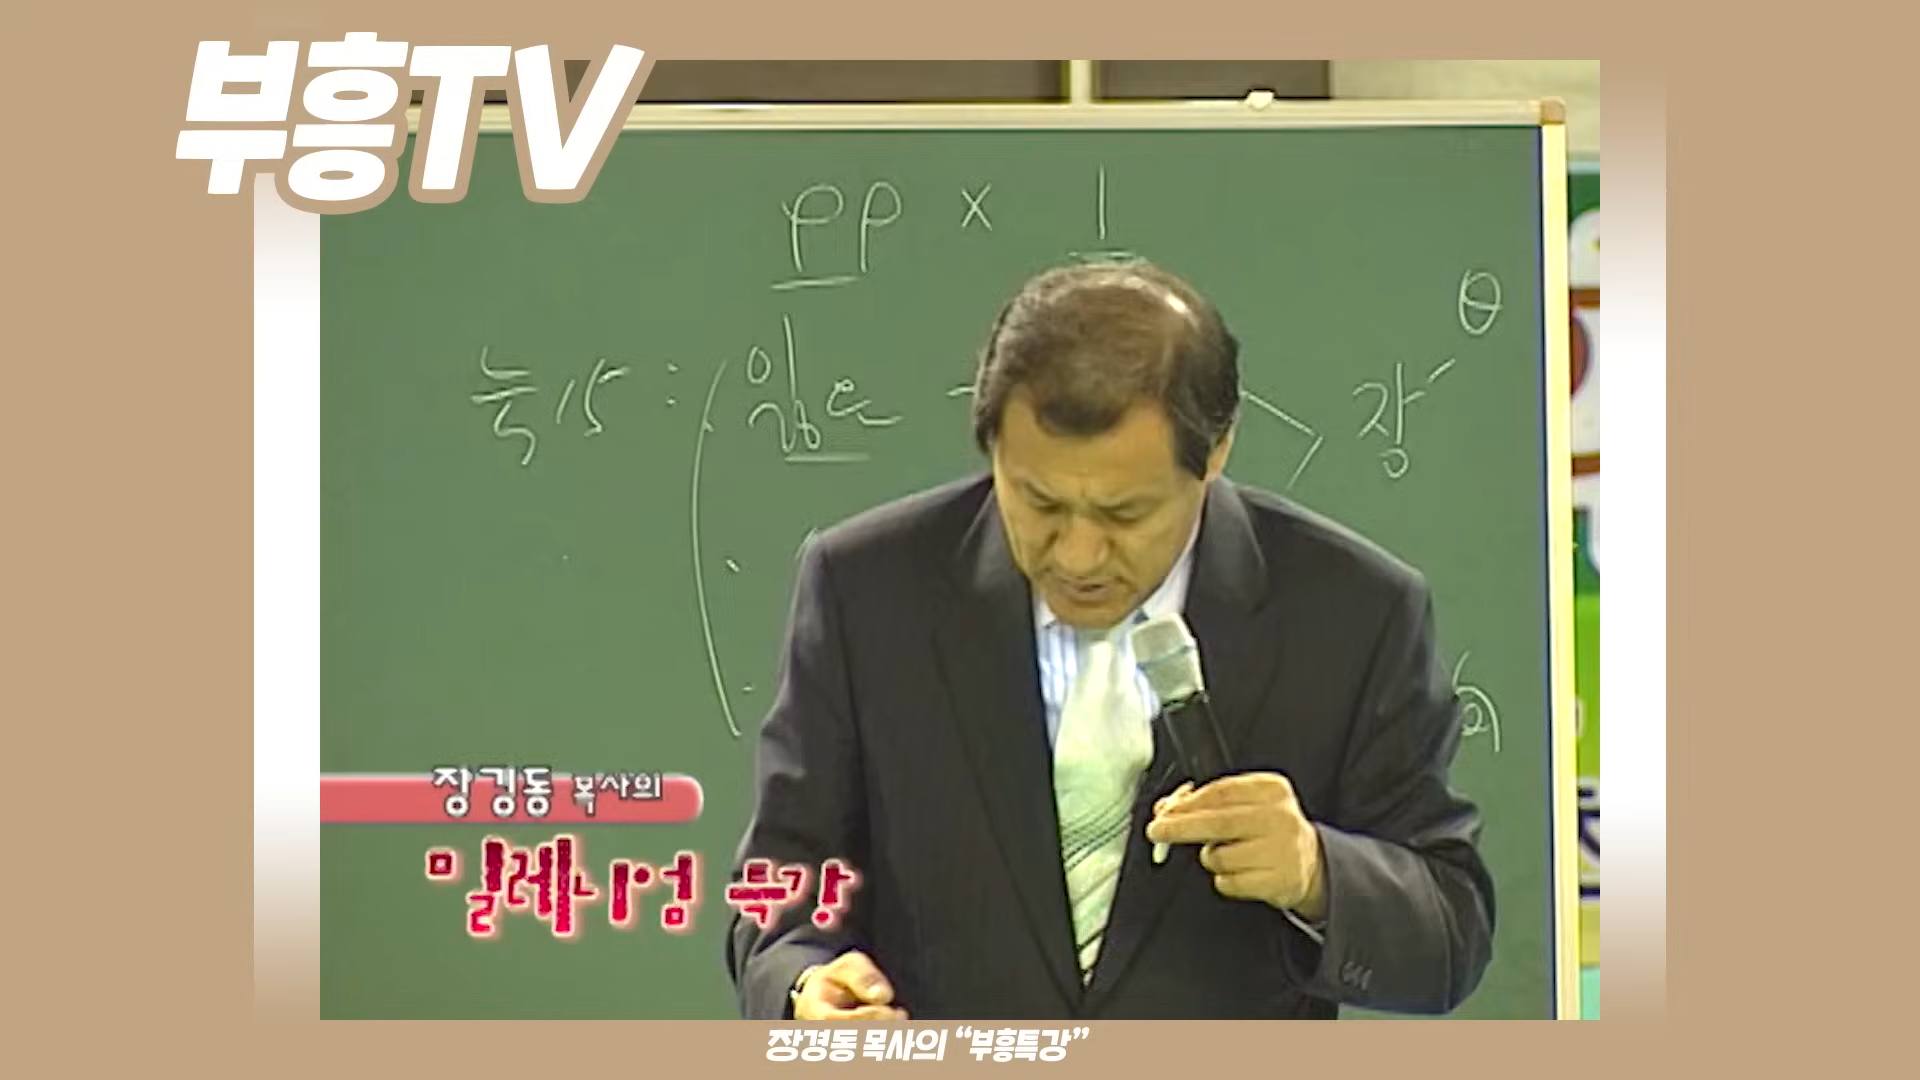 부흥TV
PP × 1
θ
눅15 : 잃은
장
장경동 목사의
밀레니엄 특강
장경동 목사의 “부흥특강”